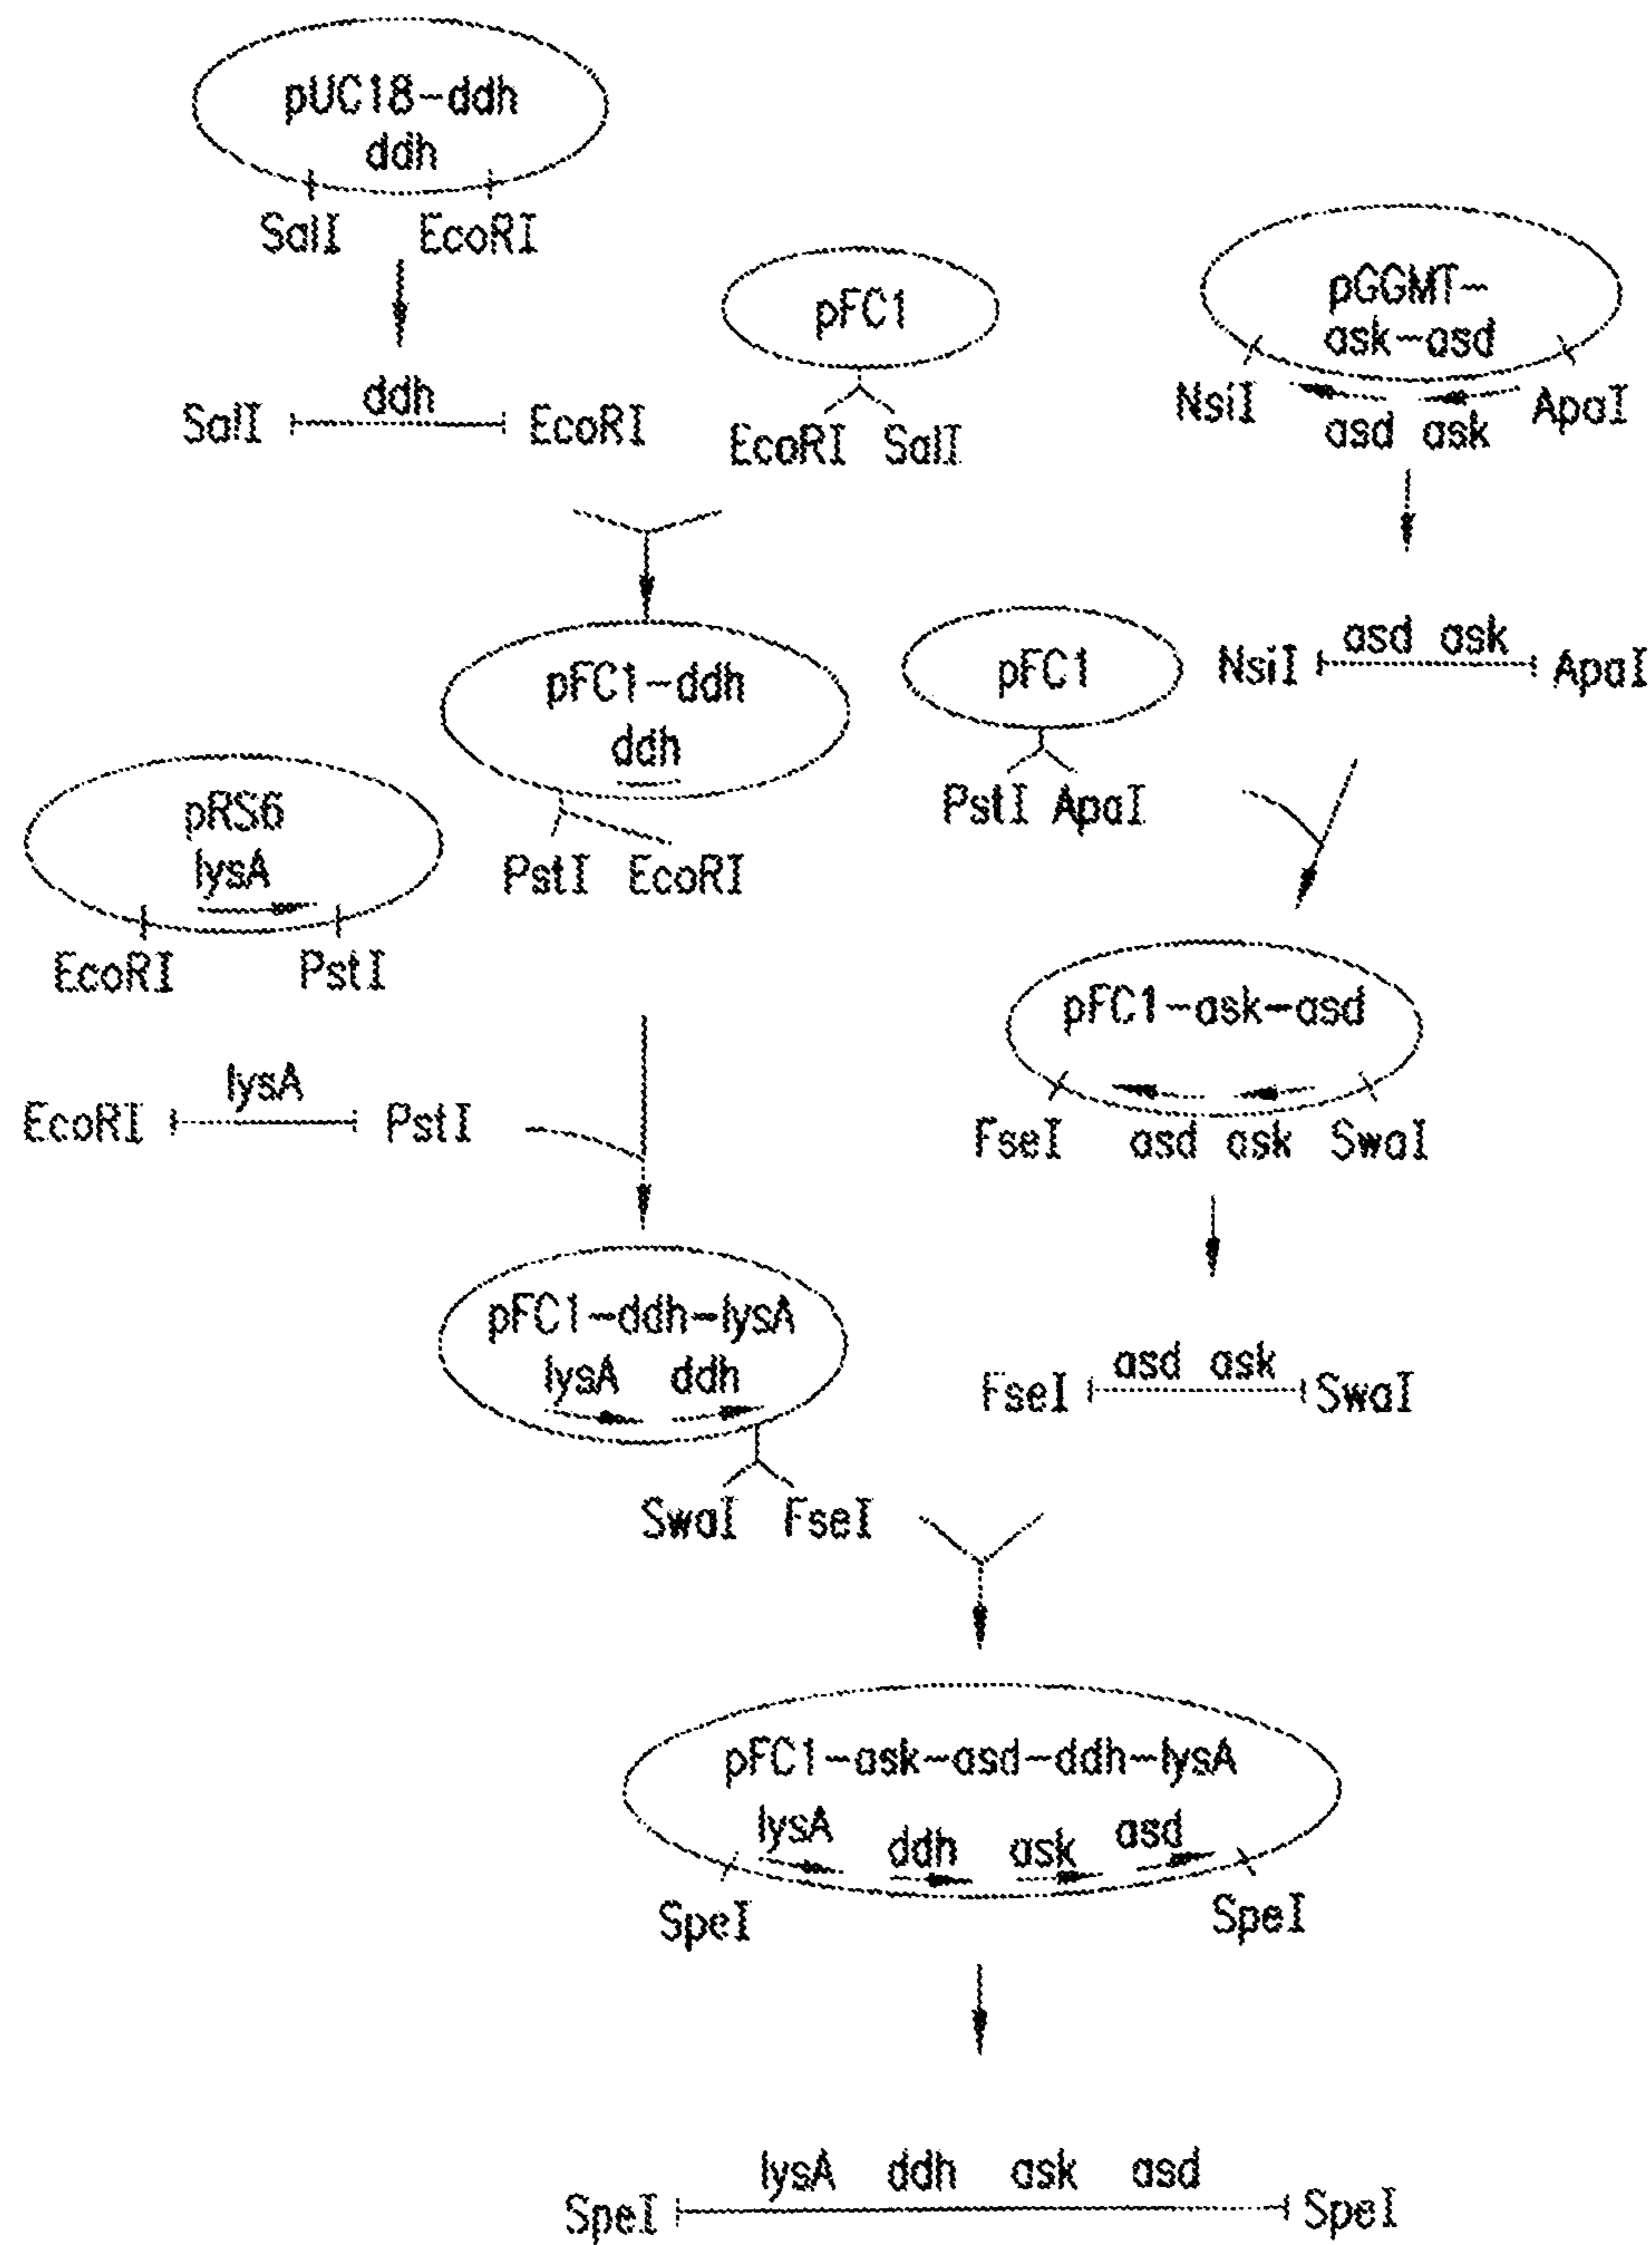 pUC18-ddh
ddh
SalI EcoRI
pFC1
pGGMT-
ask-asd
NsiI ApaI
asd ask
SalI ddh EcoRI
EcoRI SalI
pFC1-ddh
ddh
pFC1
NsiI asd ask ApaI
PstI ApaI
pRS6
lysA
PstI EcoRI
EcoRI PstI
pFC1-ask-asd
EcoRI lysA PstI
FseI asd ask SwaI
pFC1-ddh-lysA
lysA ddh
FseI asd ask SwaI
SwaI FseI
pFC1-ask-asd-ddh-lysA
lysA ddh ask asd
SpeI SpeI
lysA ddh ask asd
SpeI SpeI